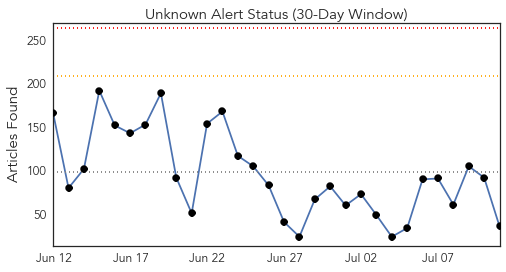 Unknown Alert Status (30-Day Window)
Articles Found
250
200
150
100
50
Jun 12
Jun 17
Jun 22
Jun 27
Jul 02
Jul 07